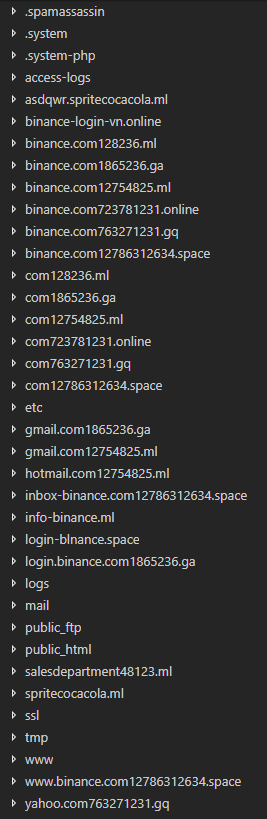 .spamassassin
.system
.system-php
access-logs
asdqwr.spritecocacola.ml
binance-login-vn.online
binance.com128236.ml
binance.com1865236.ga
binance.com12754825.ml
binance.com723781231.online
binance.com763271231.gq
binance.com12786312634.space
com128236.ml
com1865236.ga
com12754825.ml
com723781231.online
com763271231.gq
com12786312634.space
etc
gmail.com1865236.ga
gmail.com12754825.ml
hotmail.com12754825.ml
inbox-binance.com12786312634.space
info-binance.ml
login-blnance.space
login.binance.com1865236.ga
logs
mail
public_ftp
public_html
salesdepartment48123.ml
spritecocacola.ml
ssl
tmp
www
www.binance.com12786312634.space
yahoo.com763271231.gq